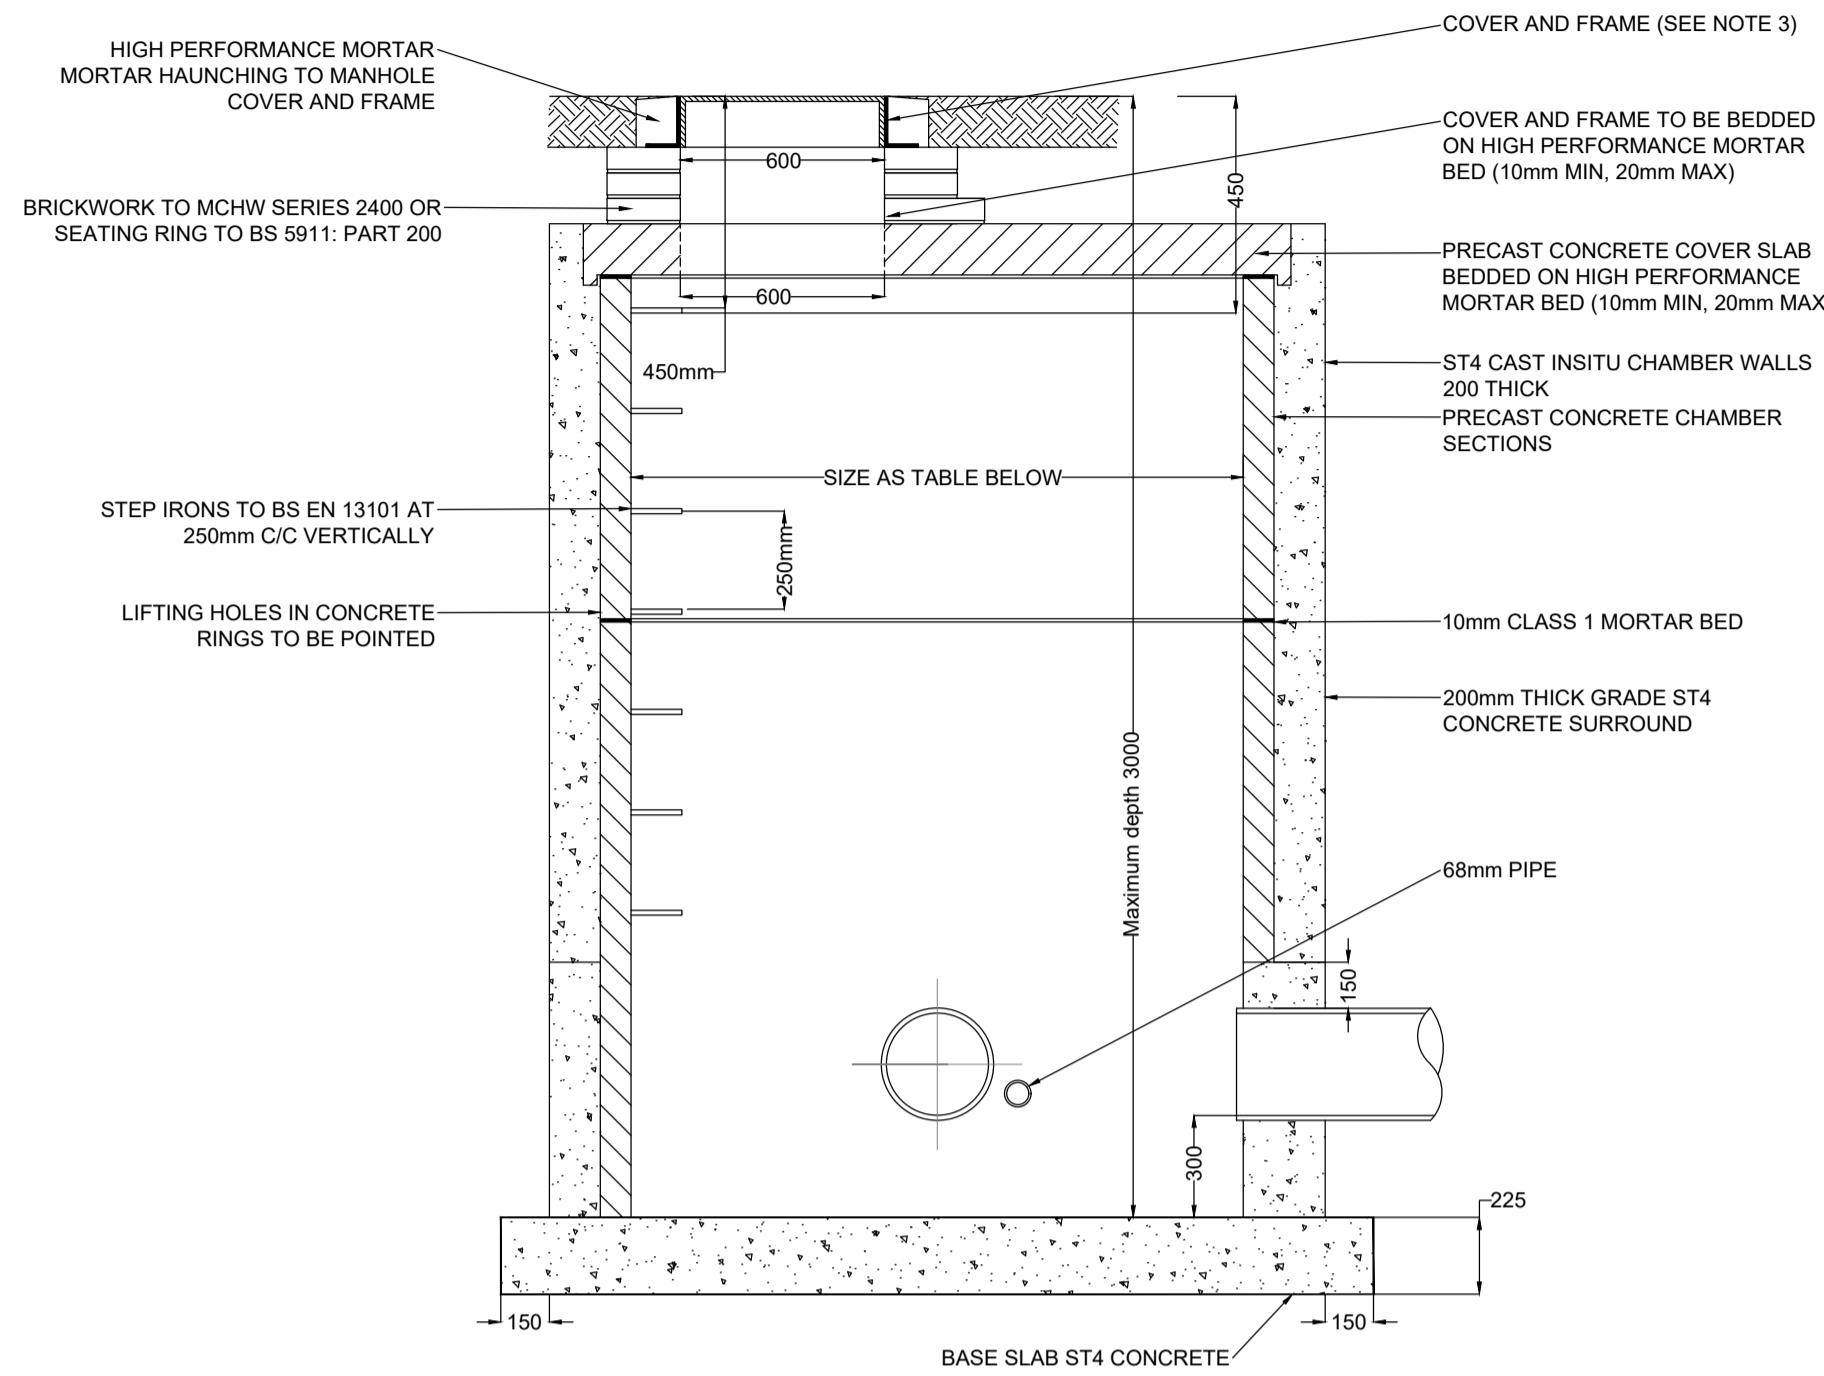 HIGH PERFORMANCE MORTAR
MORTAR HAUNCHING TO MANHOLE
COVER AND FRAME
BRICKWORK TO MCHW SERIES 2400 OR
SEATING RING TO BS 5911: PART 200
STEP IRONS TO BS EN 13101 AT
250mm C/C VERTICALLY
LIFTING HOLES IN CONCRETE
RINGS TO BE POINTED
600
600
450mm
450
SIZE AS TABLE BELOW
250mm
Maximum depth 3000
150
300
225
150
150
COVER AND FRAME (SEE NOTE 3)
COVER AND FRAME TO BE BEDDED
ON HIGH PERFORMANCE MORTAR
BED (10mm MIN, 20mm MAX)
PRECAST CONCRETE COVER SLAB
BEDDED ON HIGH PERFORMANCE
MORTAR BED (10mm MIN, 20mm MAX
ST4 CAST INSITU CHAMBER WALLS
200 THICK
PRECAST CONCRETE CHAMBER
SECTIONS
10mm CLASS 1 MORTAR BED
200mm THICK GRADE ST4
CONCRETE SURROUND
68mm PIPE
BASE SLAB ST4 CONCRETE